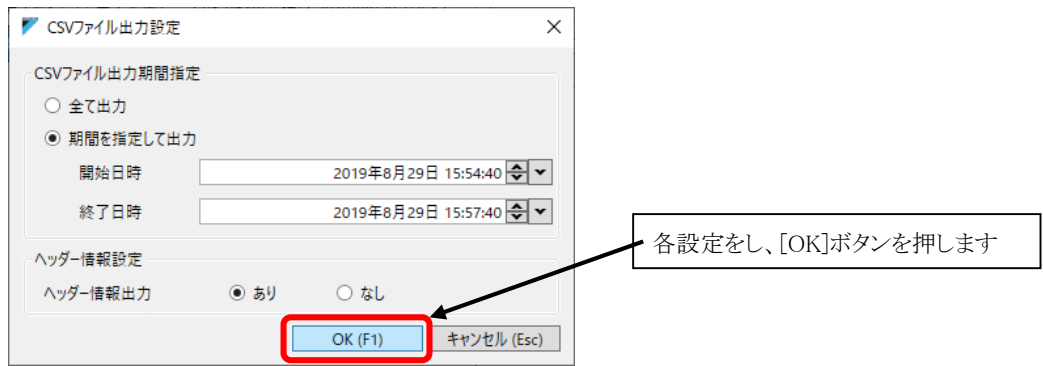 CSVファイル出力設定
CSVファイル出力期間指定
全て出力
期間を指定して出力
開始日時 2019年8月29日 15:54:40
終了日時 2019年8月29日 15:57:40
各設定をし、[OK]ボタンを押します
ヘッダー情報設定
ヘッダー情報出力 あり なし
OK (F1) キャンセル (Esc)